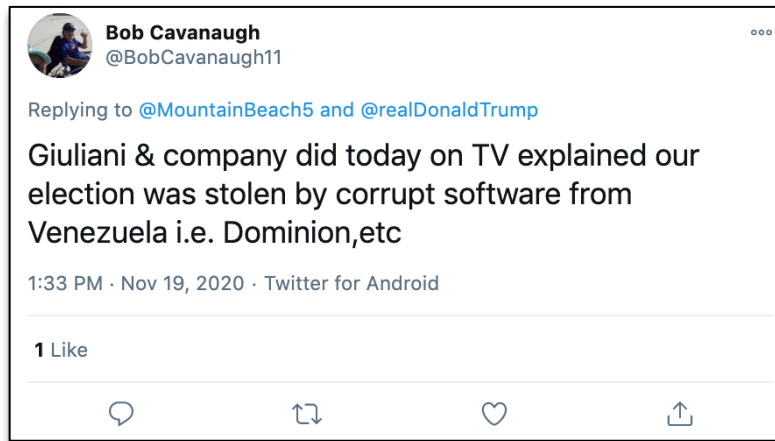 Bob Cavanaugh
@BobCavanaugh11
Replying to @MountainBeach5 and @realDonaldTrump
Giuliani & company did today on TV explained our
election was stolen by corrupt software from
Venezuela i.e. Dominion,etc
1:33 PM · Nov 19, 2020 · Twitter for Android
1 Like